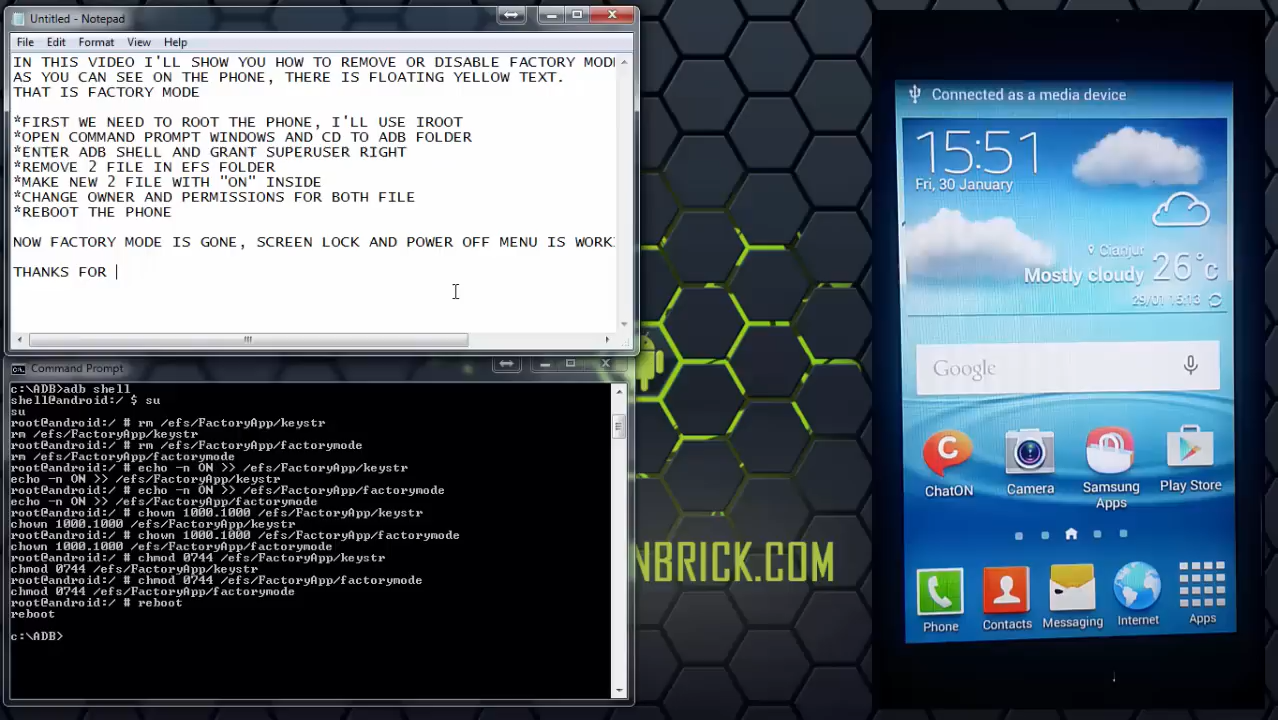 Untitled - Notepad
File Edit Format View Help
IN THIS VIDEO I'LL SHOW YOU HOW TO REMOVE OR DISABLE FACTORY MOD
AS YOU CAN SEE ON THE PHONE, THERE IS FLOATING YELLOW TEXT.
THAT IS FACTORY MODE
*FIRST WE NEED TO ROOT THE PHONE, I'LL USE IROOT
*OPEN COMMAND PROMPT WINDOWS AND CD TO ADB FOLDER
*ENTER ADB SHELL AND GRANT SUPERUSER RIGHT
*REMOVE 2 FILE IN EFS FOLDER
*MAKE NEW 2 FILE WITH "ON" INSIDE
*CHANGE OWNER AND PERMISSIONS FOR BOTH FILE
*REBOOT THE PHONE
NOW FACTORY MODE IS GONE, SCREEN LOCK AND POWER OFF MENU IS WORK
THANKS FOR
Command Prompt
c:\ADB>adb shell
shell@android:/ $ su
su
root@android:/ # rm /efs/FactoryApp/keystr
rm /efs/FactoryApp/keystr
root@android:/ # rm /efs/FactoryApp/factorymode
rm /efs/FactoryApp/factorymode
root@android:/ # echo -n ON >> /efs/FactoryApp/keystr
echo -n ON >> /efs/FactoryApp/keystr
root@android:/ # echo -n ON >> /efs/FactoryApp/factorymode
echo -n ON >> /efs/FactoryApp/factorymode
root@android:/ # chown 1000.1000 /efs/FactoryApp/keystr
chown 1000.1000 /efs/FactoryApp/keystr
root@android:/ # chown 1000.1000 /efs/FactoryApp/factorymode
chown 1000.1000 /efs/FactoryApp/factorymode
root@android:/ # chmod 0744 /efs/FactoryApp/keystr
chmod 0744 /efs/FactoryApp/keystr
root@android:/ # chmod 0744 /efs/FactoryApp/factorymode
chmod 0744 /efs/FactoryApp/factorymode
root@android:/ # reboot
reboot
c:\ADB>
NBRICK.COM
Connected as a media device
15:51
Fri, 30 January
Cianjur
Mostly cloudy 26°c
29/01 15:13
Google
ChatON Camera Samsung Apps Play Store
Phone Contacts Messaging Internet Apps